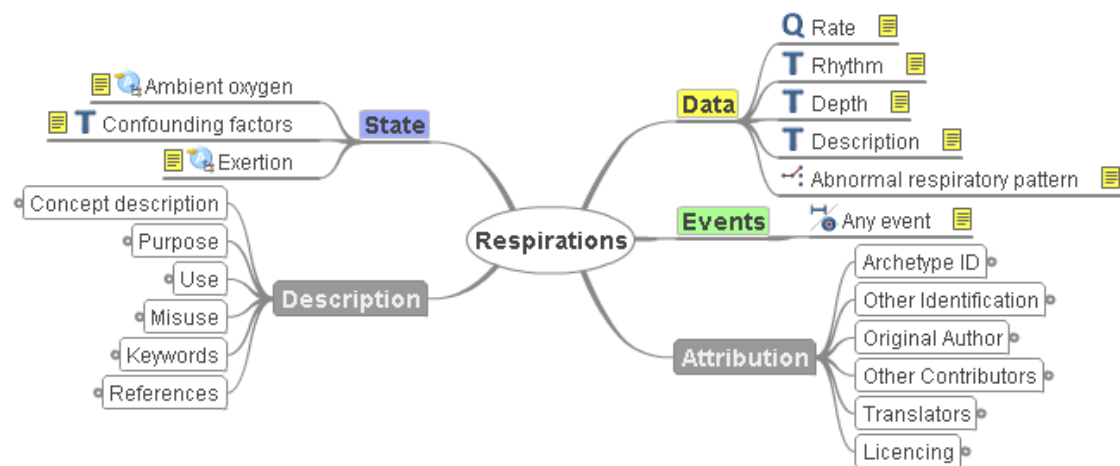 Respirations
Data
Q Rate
T Rhythm
T Depth
T Description
Abnormal respiratory pattern
Events
Any event
Attribution
Archetype ID
Other Identification
Original Author
Other Contributors
Translators
Licencing
State
Ambient oxygen
T Confounding factors
Exertion
Description
Concept description
Purpose
Use
Misuse
Keywords
References